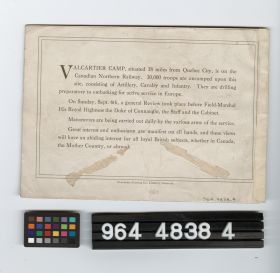 VALCARTIER CAMP, situated 18 miles from Quebec City, is on the
Canadian Northern Railway. 30,000 troops are encamped upon this
site, consisting of Artillery, Cavalry and Infantry. They are drilling
preparatory to embarking for active service in Europe.
On Sunday, Sept. 6th, a general Review took place before Field-Marshal
His Royal Highness the Duke of Connaught, the Staff and the Cabinet.
Manoeuvres are being carried out daily by the various arms of the service.
Great interest and enthusiasm are manifest on all hands, and these views
will have an abiding interest for all loyal British subjects, whether in Canada,
the Mother Country, or abroad.
964.4838.4
964 4838 4